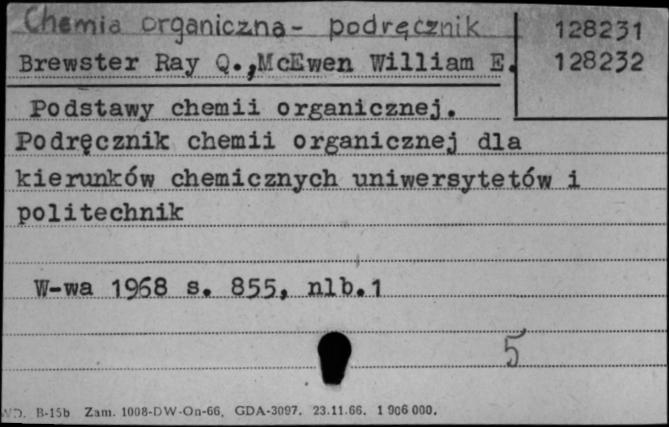 Chemia organiczna - podręcznik
128231
Brewster Ray Q., McEwen William E.
128232
Podstawy chemii organicznej.
Podręcznik chemii organicznej dla
kierunków chemicznych uniwersytetów i
politechnik
W-wa 1968 s. 855, nlb.1
5
B-15b Zam. 1008-DW-On-66, GDA-3097. 23.11.66. 1 906 000.